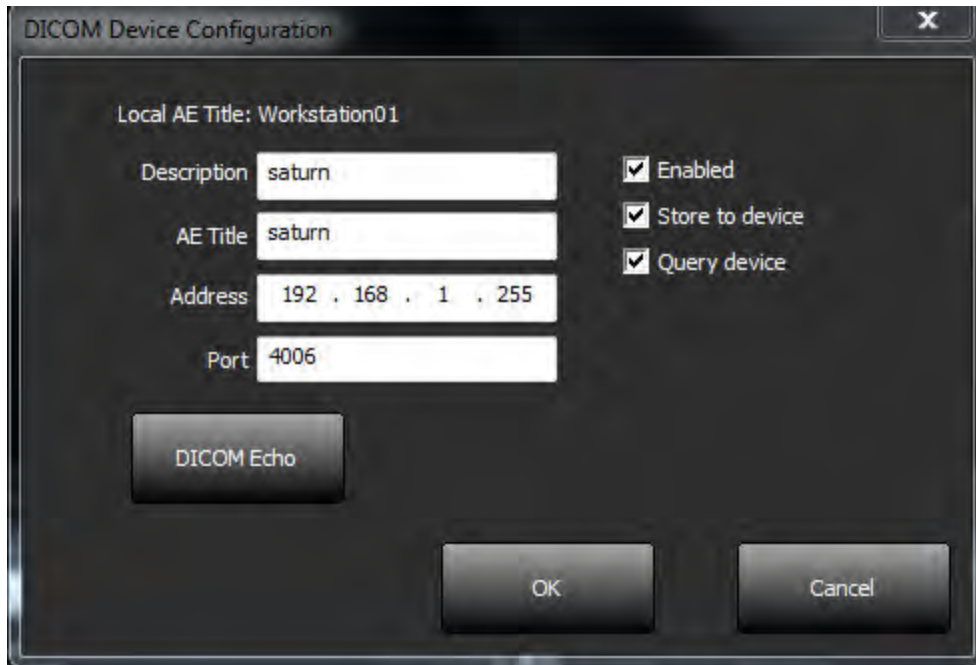 DICOM Device Configuration
X
Local AE Title: Workstation01
Description saturn
Enabled
AE Title saturn
Store to device
Address 192 . 168 . 1 . 255
Query device
Port 4006
DICOM Echo
OK
Cancel